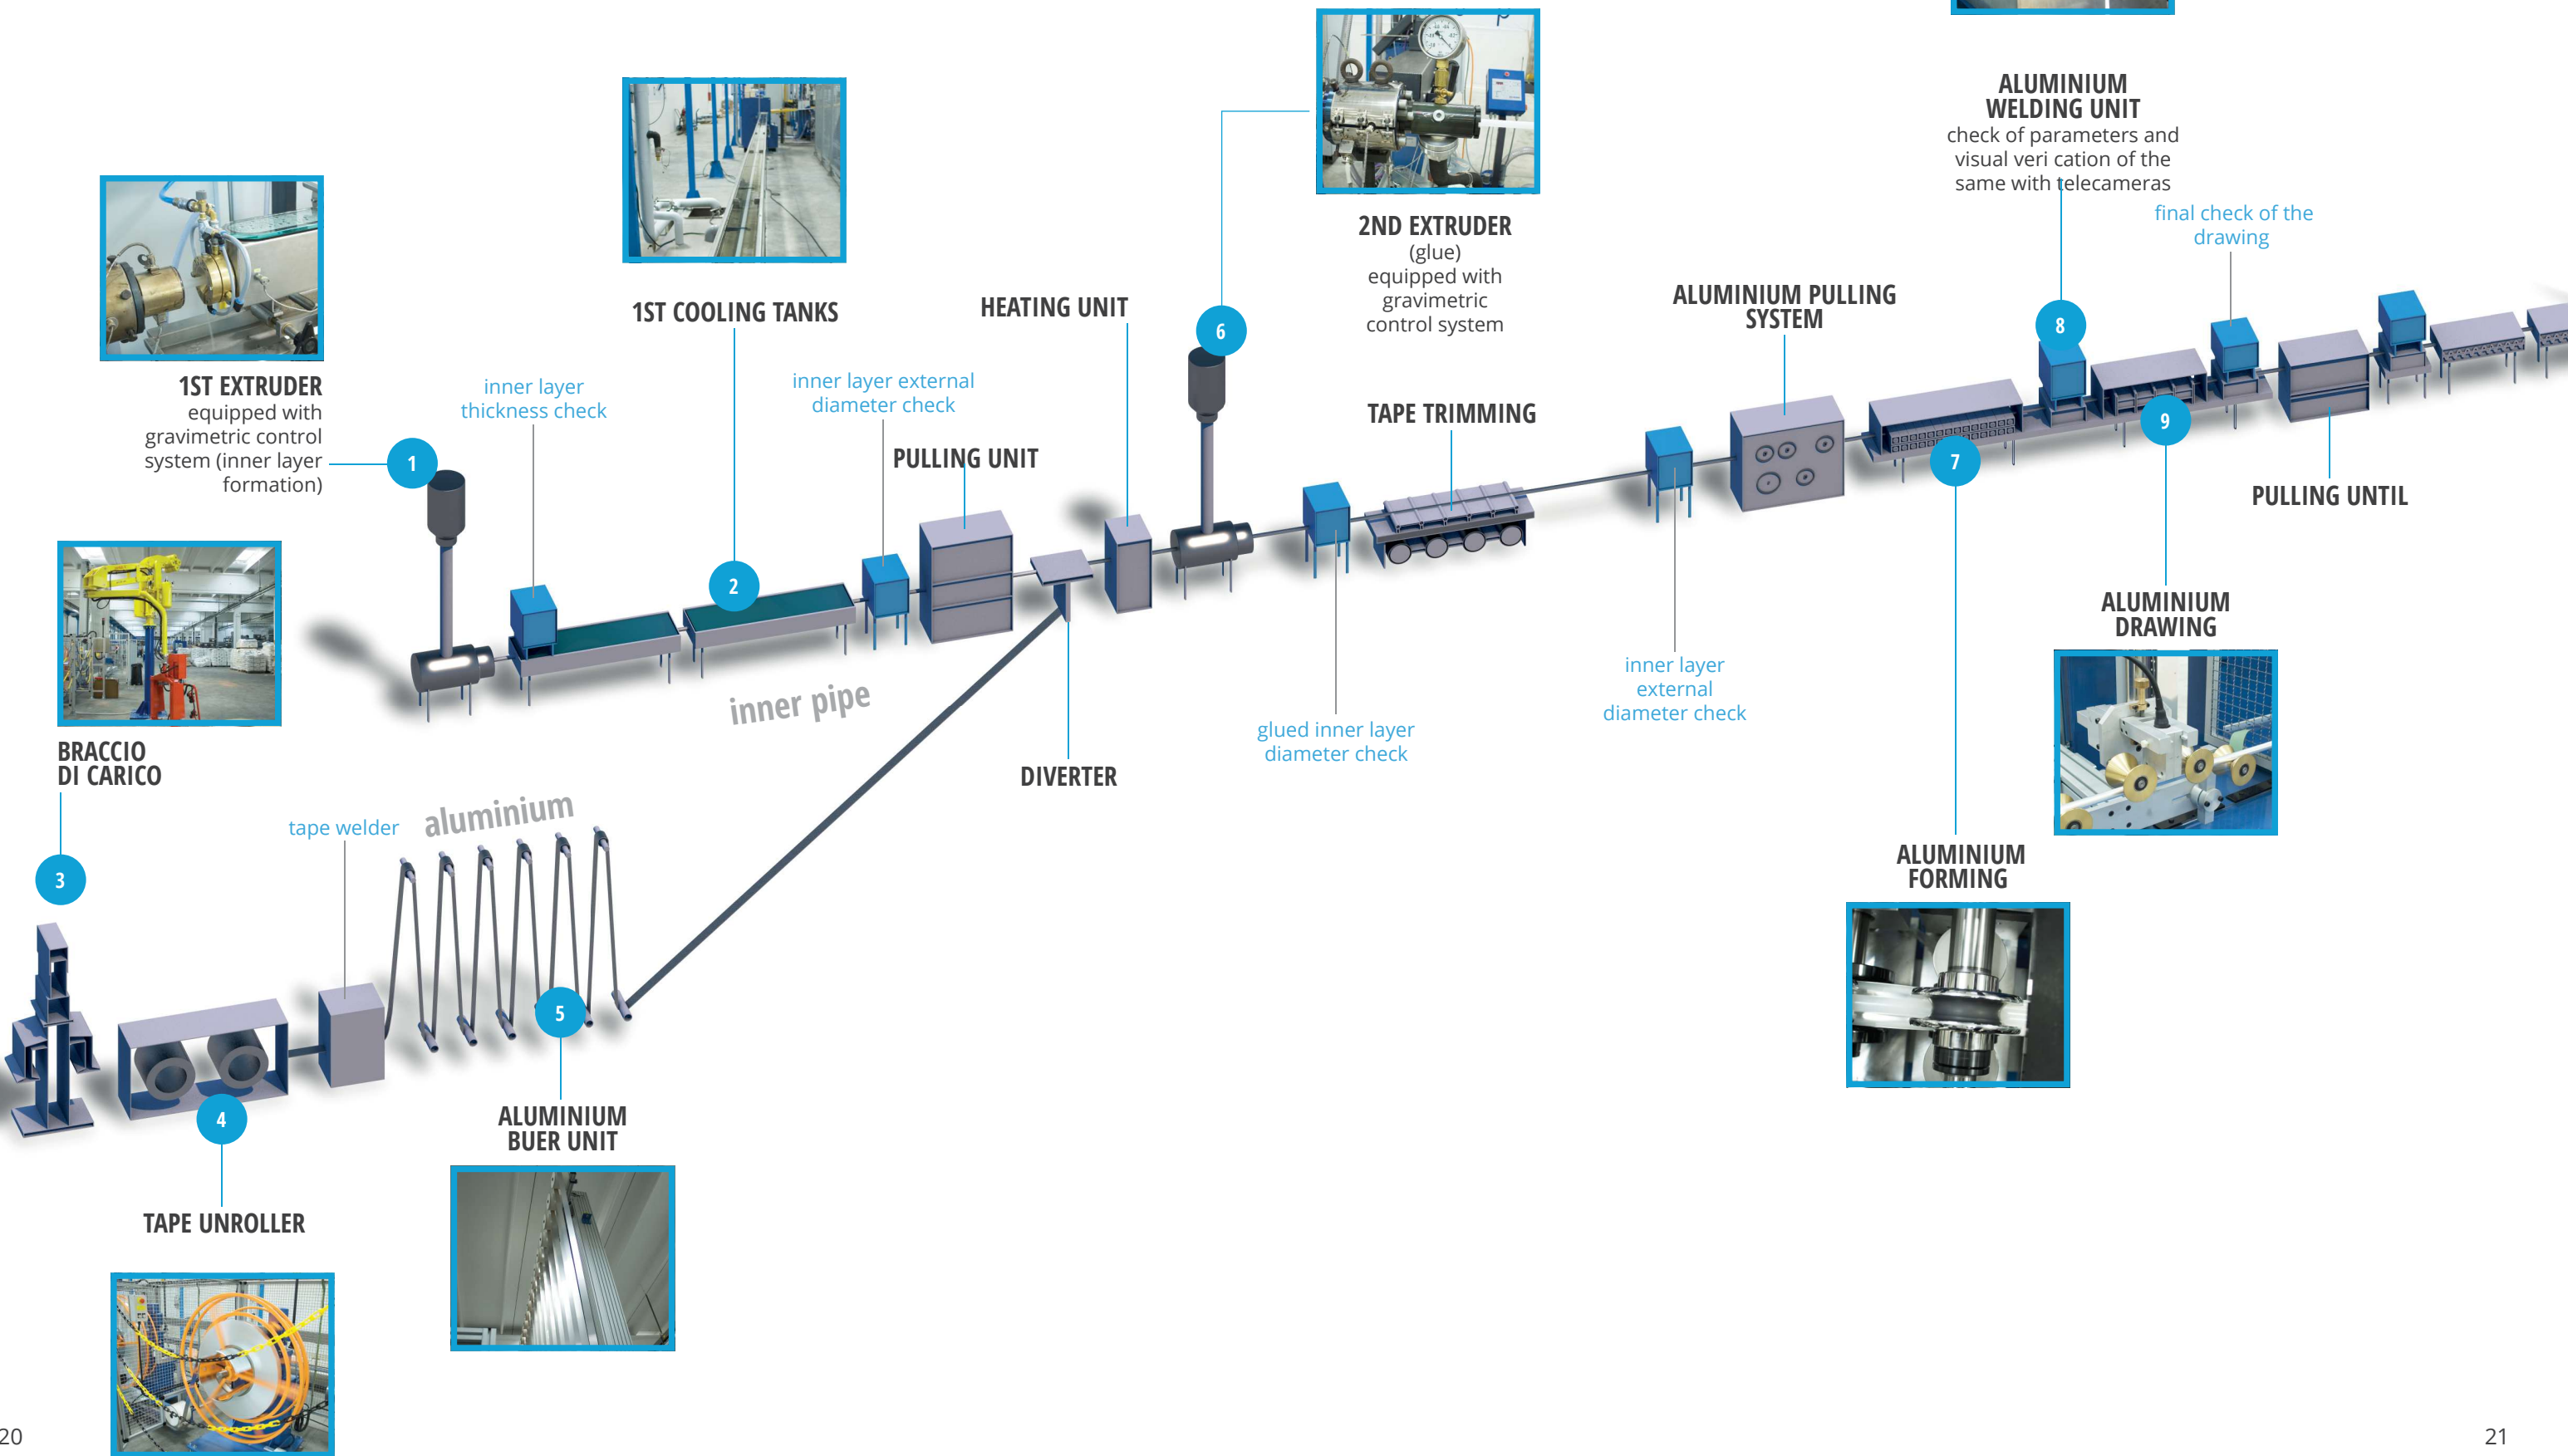 ALUMINIUM
WELDING UNIT
check of parameters and
visual veri cation of the
same with telecameras
final check of the
drawing
2ND EXTRUDER
(glue)
equipped with
gravimetric
control system
6
8
1ST COOLING TANKS
HEATING UNIT
ALUMINIUM PULLING
SYSTEM
1ST EXTRUDER
equipped with
gravimetric control
system (inner layer
formation)
1
inner layer
thickness check
inner layer external
diameter check
PULLING UNIT
TAPE TRIMMING
7
9
PULLING UNTIL
2
inner pipe
ALUMINIUM
DRAWING
inner layer
external
diameter check
glued inner layer
diameter check
DIVERTER
BRACCIO
DI CARICO
3
tape welder
aluminium
ALUMINIUM
FORMING
5
4
ALUMINIUM
BUER UNIT
TAPE UNROLLER
20
21